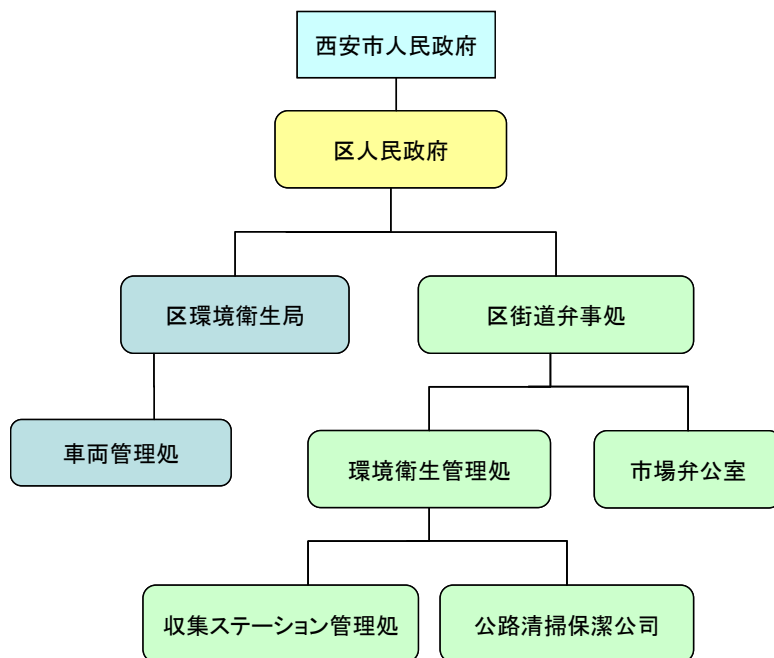 西安市人民政府
区人民政府
区環境衛生局
区街道弁事処
車両管理処
環境衛生管理処
市場弁公室
収集ステーション管理処
公路清掃保潔公司